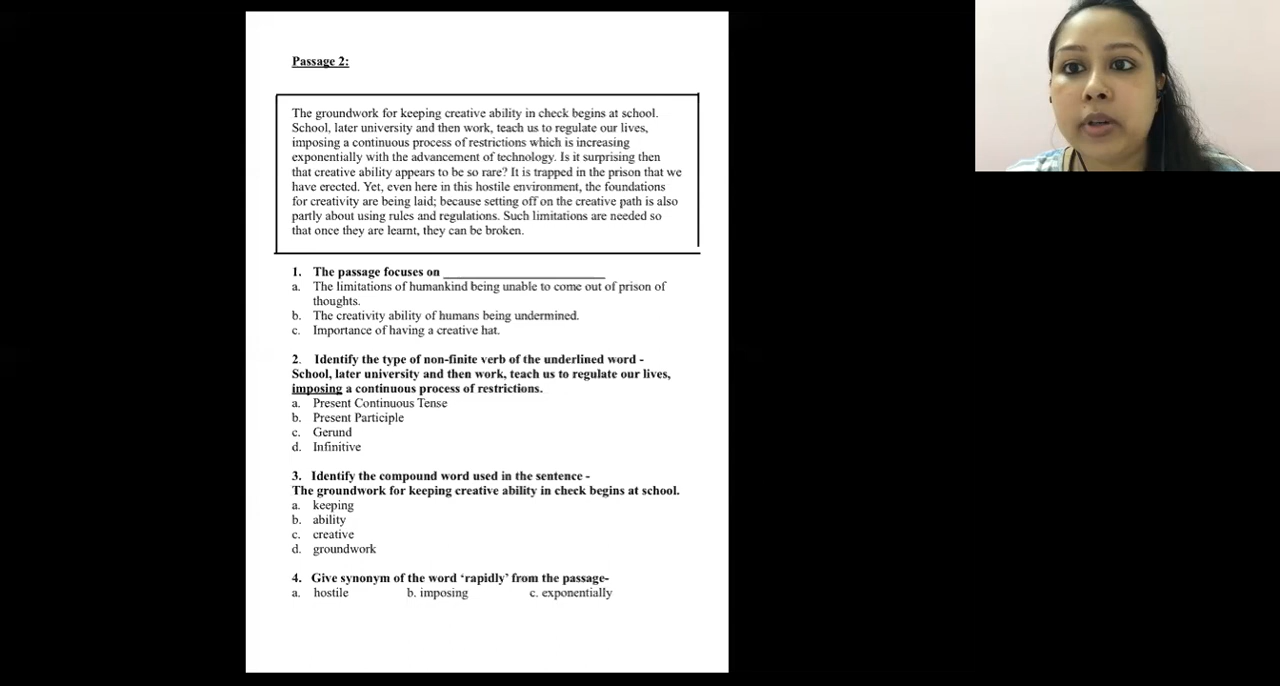 Passage 2:
The groundwork for keeping creative ability in check begins at school.
School, later university and then work, teach us to regulate our lives,
imposing a continuous process of restrictions which is increasing
exponentially with the advancement of technology. Is it surprising then
that creative ability appears to be so rare? It is trapped in the prison that we
have erected. Yet, even here in this hostile environment, the foundations
for creativity are being laid; because setting off on the creative path is also
partly about using rules and regulations. Such limitations are needed so
that once they are learnt, they can be broken.
1. The passage focuses on _________________________
a. The limitations of humankind being unable to come out of prison of
thoughts.
b. The creativity ability of humans being undermined.
c. Importance of having a creative hat.
2. Identify the type of non-finite verb of the underlined word -
School, later university and then work, teach us to regulate our lives,
imposing a continuous process of restrictions.
a. Present Continuous Tense
b. Present Participle
c. Gerund
d. Infinitive
3. Identify the compound word used in the sentence -
The groundwork for keeping creative ability in check begins at school.
a. keeping
b. ability
c. creative
d. groundwork
4. Give synonym of the word ‘rapidly’ from the passage-
a. hostile b. imposing c. exponentially